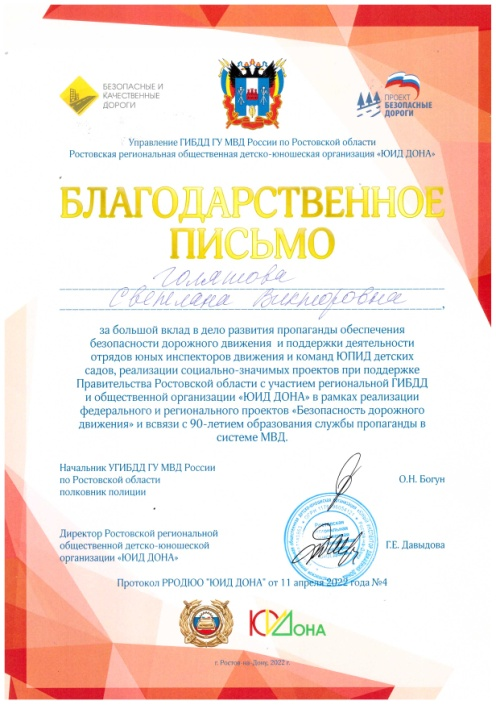 БЕЗОПАСНЫЕ И
КАЧЕСТВЕННЫЕ
ДОРОГИ
ПРОЕКТ
БЕЗОПАСНЫЕ
ДОРОГИ
Управление ГИБДД ГУ МВД России по Ростовской области
Ростовская региональная общественная детско-юношеская организация «ЮИД ДОНА»
БЛАГОДАРСТВЕННОЕ
ПИСЬМО
Голяшова
Светлана Викторовна,
за большой вклад в дело развития пропаганды обеспечения
безопасности дорожного движения и поддержки деятельности
отрядов юных инспекторов движения и команд ЮПИД детских
садов, реализации социально-значимых проектов при поддержке
Правительства Ростовской области с участием региональной ГИБДД
и общественной организации «ЮИД ДОНА» в рамках реализации
федерального и регионального проектов «Безопасность дорожного
движения» и всвязи с 90-летием образования службы пропаганды в
системе МВД.
Начальник УГИБДД ГУ МВД России
по Ростовской области
полковник полиции
О.Н. Богун
Директор Ростовской региональной
общественной детско-юношеской
организации «ЮИД ДОНА»
Г.Е. Давыдова
Протокол РРОДЮО "ЮИД ДОНА" от 11 апреля 2022 года №4
ЮИДДОНА
г. Ростов-на-Дону, 2022 г.